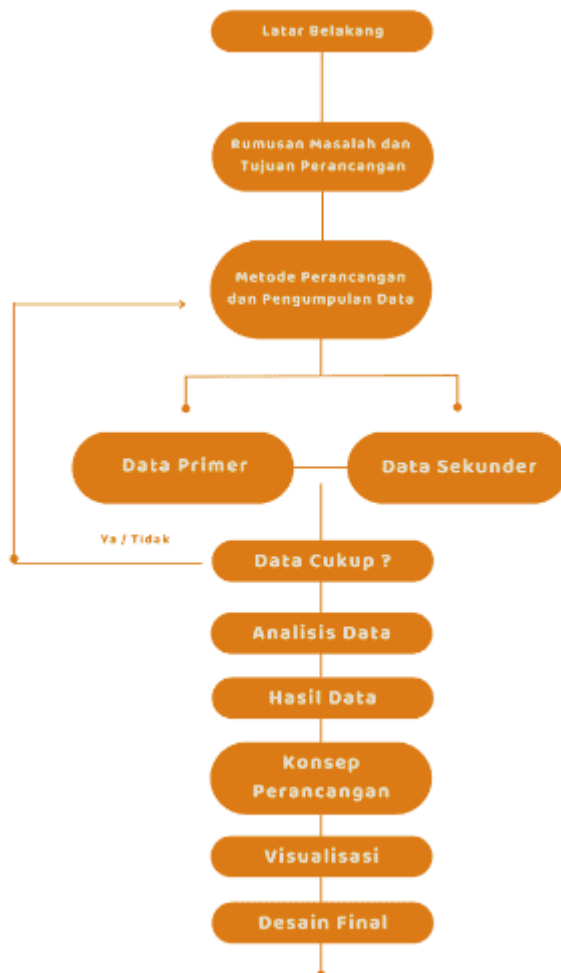 Latar Belakang
Rumusan Masalah dan
Tujuan Perancangan
Metode Perancangan
dan Pengumpulan Data
Data Primer
Data Sekunder
Ya / Tidak
Data Cukup ?
Analisis Data
Hasil Data
Konsep
Perancangan
Visualisasi
Desain Final